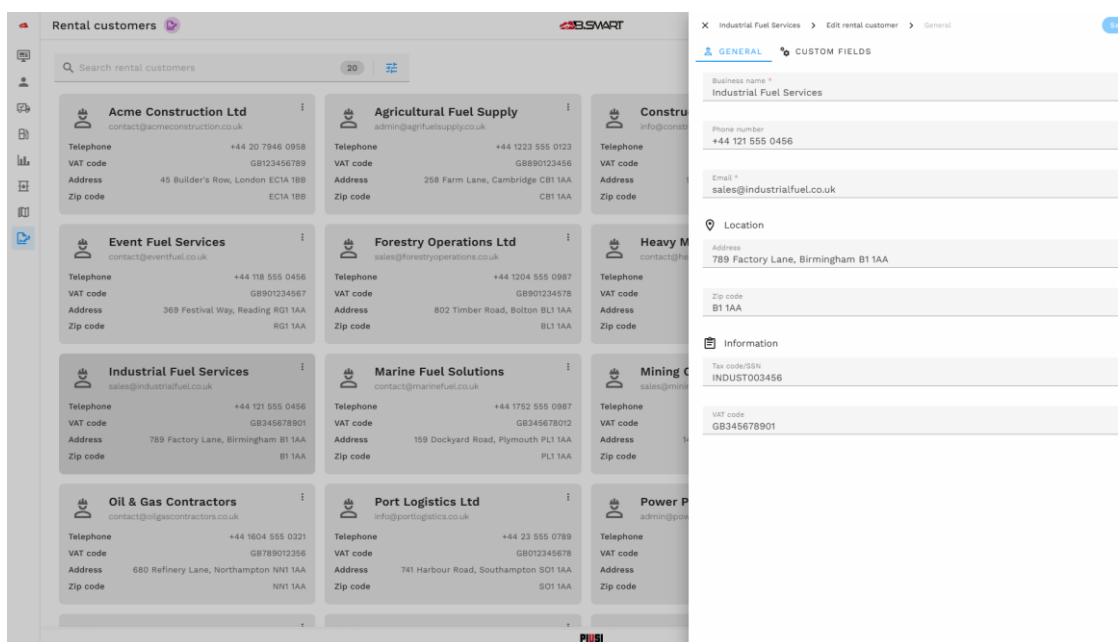 Rental customers
B.SMART
Search rental customers
20
Acme Construction Ltd
contact@acmeconstruction.co.uk
Telephone +44 20 7946 0958
VAT code GB123456789
Address 45 Builder's Row, London EC1A 1BB
Zip code EC1A 1BB
Agricultural Fuel Supply
admin@agrifuelsupply.co.uk
Telephone +44 1223 555 0123
VAT code GB890123456
Address 258 Farm Lane, Cambridge CB1 1AA
Zip code CB1 1AA
Telephone
VAT code
Address
Zip code
Event Fuel Services
contact@eventfuel.co.uk
Telephone +44 118 555 0456
VAT code GB901234567
Address 369 Festival Way, Reading RG1 1AA
Zip code RG1 1AA
Forestry Operations Ltd
sales@forestryoperations.co.uk
Telephone +44 1204 555 0987
VAT code GB901234578
Address 802 Timber Road, Bolton BL1 1AA
Zip code BL1 1AA
Heavy M
contact@he
Telephone
VAT code
Address
Zip code
Industrial Fuel Services
sales@industrialfuel.co.uk
Telephone +44 121 555 0456
VAT code GB345678901
Address 789 Factory Lane, Birmingham B1 1AA
Zip code B1 1AA
Marine Fuel Solutions
contact@marinefuel.co.uk
Telephone +44 1752 555 0987
VAT code GB345678012
Address 159 Dockyard Road, Plymouth PL1 1AA
Zip code PL1 1AA
Mining
sales@mini
Telephone
VAT code
Address 14
Zip code
Oil & Gas Contractors
contact@oilgascontractors.co.uk
Telephone +44 1604 555 0321
VAT code GB789012356
Address 680 Refinery Lane, Northampton NN1 1AA
Zip code NN1 1AA
Port Logistics Ltd
info@portlogistics.co.uk
Telephone +44 23 555 0789
VAT code GB012345678
Address 741 Harbour Road, Southampton SO1 1AA
Zip code SO1 1AA
Power P
admin@pow
Telephone
VAT code
Address
Zip code
PIUSI
Industrial Fuel Services > Edit rental customer > General
GENERAL CUSTOM FIELDS
Business name *
Industrial Fuel Services
Phone number
+44 121 555 0456
Email *
sales@industrialfuel.co.uk
Location
Address
789 Factory Lane, Birmingham B1 1AA
Zip code
B1 1AA
Information
Tax code/SSN
INDUST003456
VAT code
GB345678901